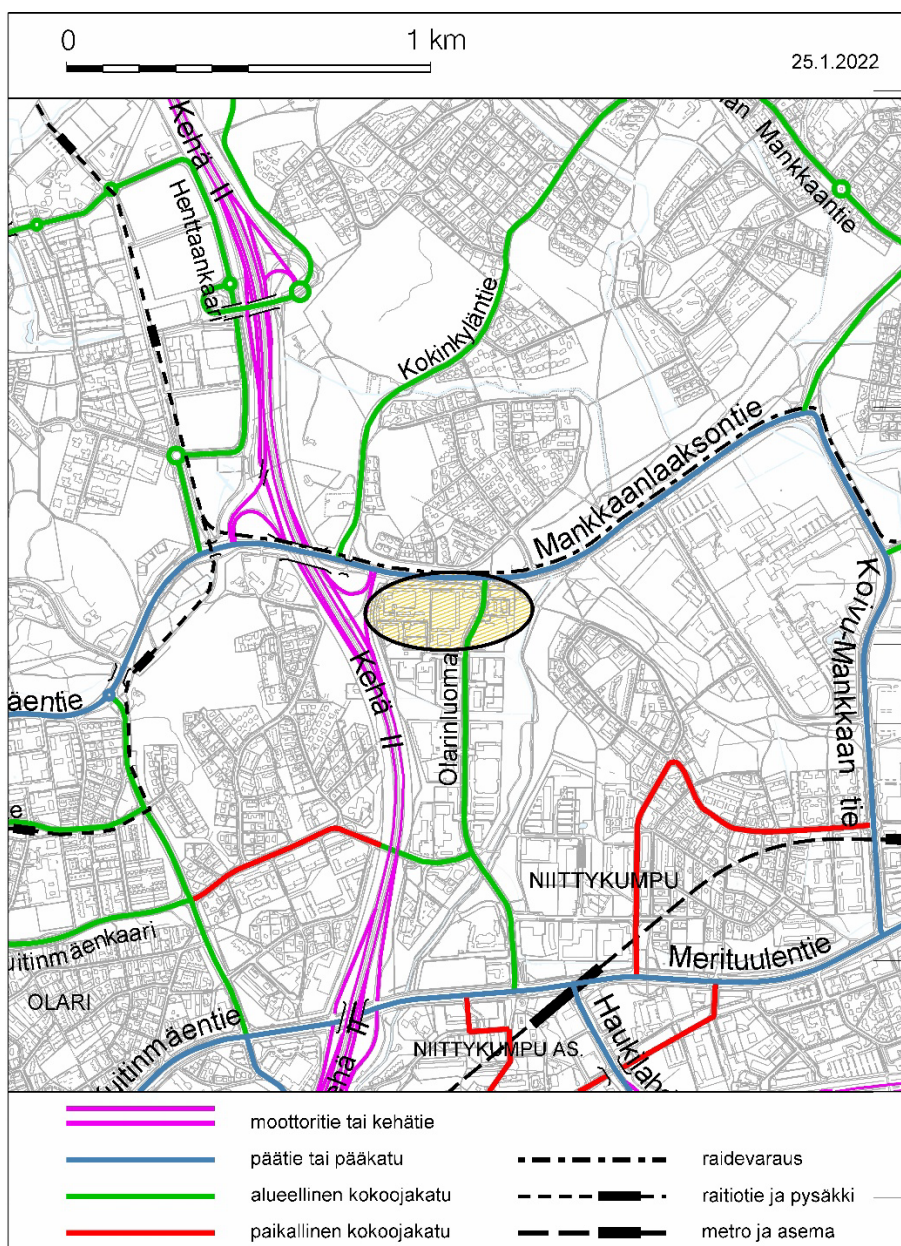 0
1 km
25.1.2022
Kehä II
Mankkaantie
Henttaankaari
Kokinkyläntie
Mankkaanlaaksontie
Koivu-Mankkaan tie
Kehä II
Olarinluoma
äentie
e
NIITTYKUMPU
uitinmäenkaari
OLARI
Merituulentie
uitinmäentie
ehä II
Haukilah
NIITTYKUMPU AS.
moottoritie tai kehätie
päätie tai pääkatu
alueellinen kokoojakatu
paikallinen kokoojakatu
raidevaraus
raitiotie ja pysäkki
metro ja asema